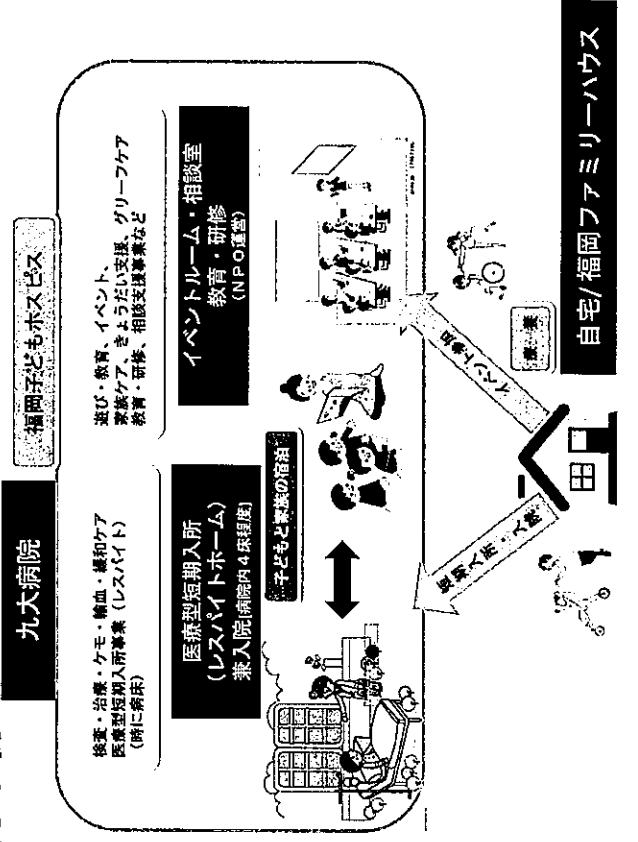 九大病院
検査・治療・ケモ・輸血・緩和ケア
医療型短期入所事業（レスパイト）
（時に病床）
医療型短期入所
（レスパイトホーム）
兼入院[病院内４床程度]
福岡子どもホスピス
遊び・教育、イベント、
家族ケア、きょうだい支援、グリーフケア
教育・研修、相談支援事業など
イベントルーム・相談室
教育・研修
（ＮＰＯ運営）
子どもと家族の宿泊
短期入所・入院
イベント参加
自宅/福岡ファミリーハウス